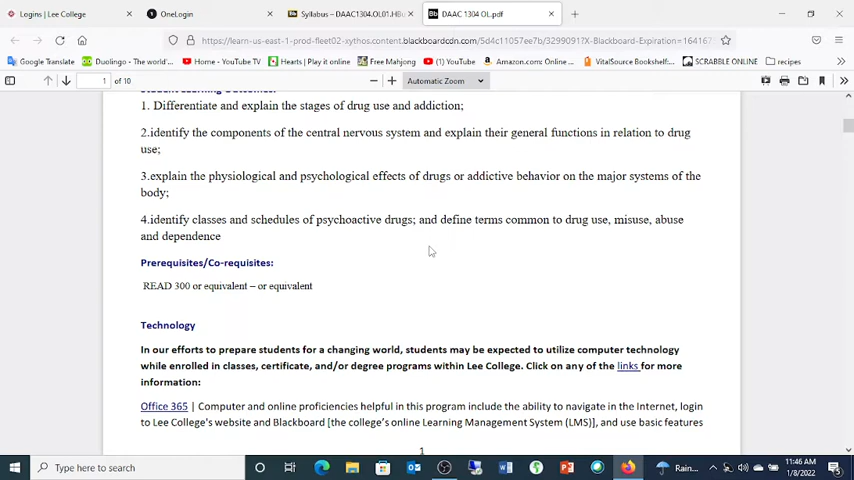 Logins | Lee College
OneLogin
Syllabus – DAAC1304.OL01.HBu
DAAC 1304 OL.pdf
https://learn-us-east-1-prod-fleet02-xythos.content.blackboardcdn.com/5d4c11057ee7b/3299091?X-Blackboard-Expiration=16416
Google Translate
Duolingo - The world'...
Home - YouTube TV
Hearts | Play it online
Free Mahjong
(1) YouTube
Amazon.com: Online ...
VitalSource Bookshelf:...
SCRABBLE ONLINE
recipes
1 of 10
Automatic Zoom
Student Learning Outcomes:
1. Differentiate and explain the stages of drug use and addiction;
2.identify the components of the central nervous system and explain their general functions in relation to drug
use;
3.explain the physiological and psychological effects of drugs or addictive behavior on the major systems of the
body;
4.identify classes and schedules of psychoactive drugs; and define terms common to drug use, misuse, abuse
and dependence
Prerequisites/Co-requisites:
READ 300 or equivalent – or equivalent
Technology
In our efforts to prepare students for a changing world, students may be expected to utilize computer technology
while enrolled in classes, certificate, and/or degree programs within Lee College. Click on any of the links for more
information:
Office 365 | Computer and online proficiencies helpful in this program include the ability to navigate in the Internet, login
to Lee College's website and Blackboard [the college's online Learning Management System (LMS)], and use basic features
1
Type here to search
Rain...
11:46 AM
1/8/2022